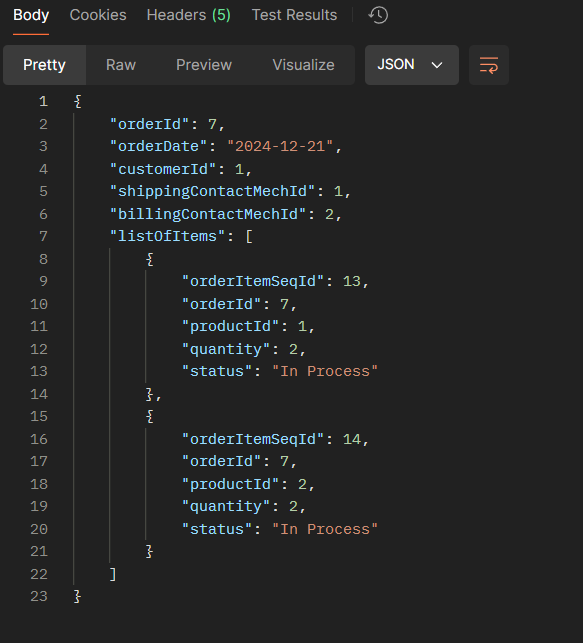 Body Cookies Headers (5) Test Results
Pretty Raw Preview Visualize JSON
1 {
2 "orderId": 7,
3 "orderDate": "2024-12-21",
4 "customerId": 1,
5 "shippingContactMechId": 1,
6 "billingContactMechId": 2,
7 "listOfItems": [
8 {
9 "orderItemSeqId": 13,
10 "orderId": 7,
11 "productId": 1,
12 "quantity": 2,
13 "status": "In Process"
14 },
15 {
16 "orderItemSeqId": 14,
17 "orderId": 7,
18 "productId": 2,
19 "quantity": 2,
20 "status": "In Process"
21 }
22 ]
23 }